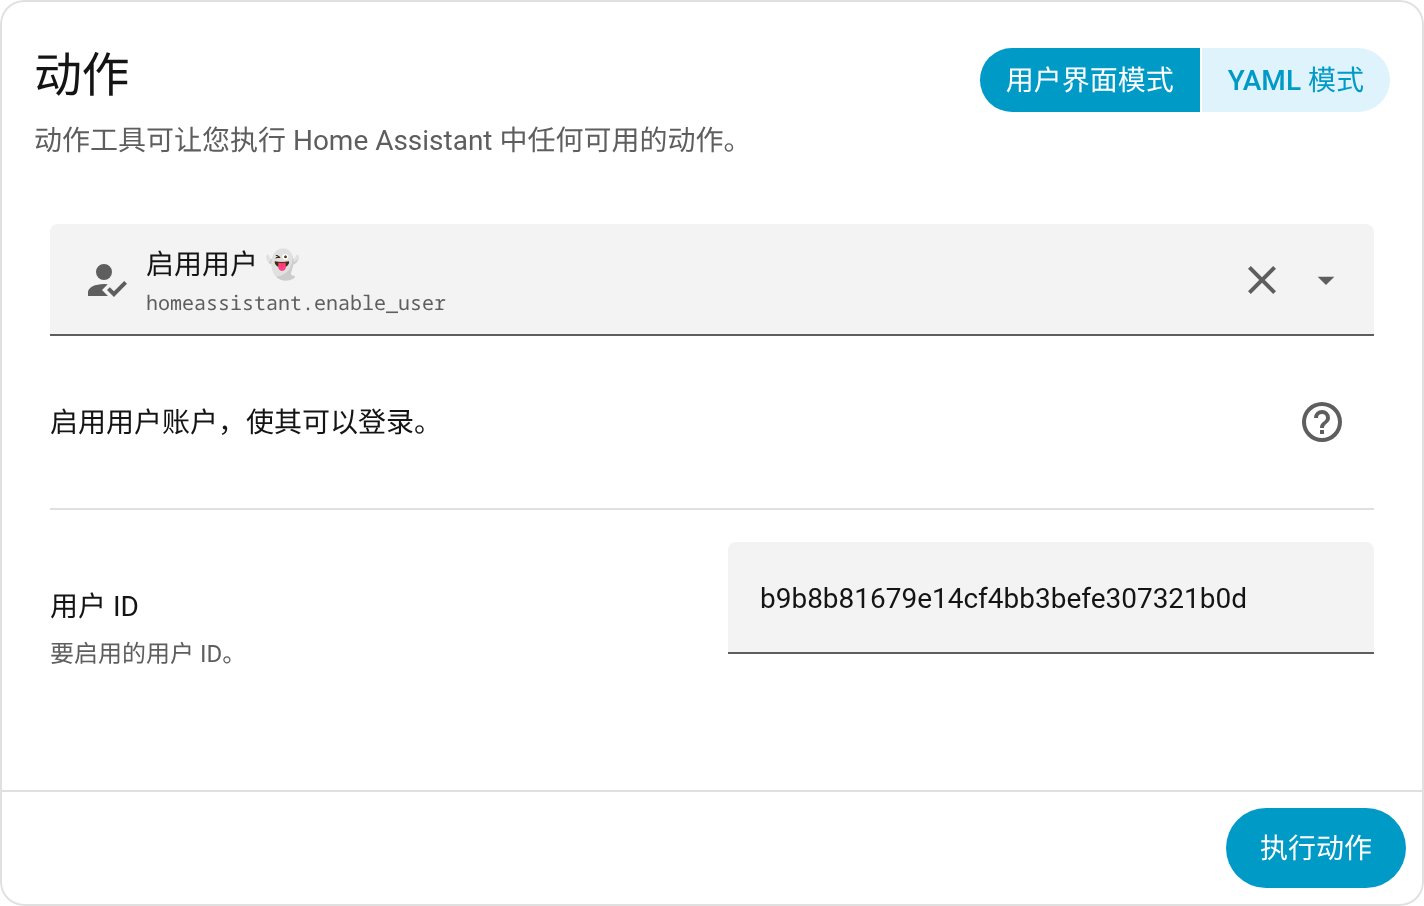 动作
用户界面模式
YAML 模式
动作工具可让您执行 Home Assistant 中任何可用的动作。
启用用户 👻
homeassistant.enable_user
启用用户账户，使其可以登录。
用户 ID
要启用的用户 ID。
b9b8b81679e14cf4bb3befe307321b0d
执行动作